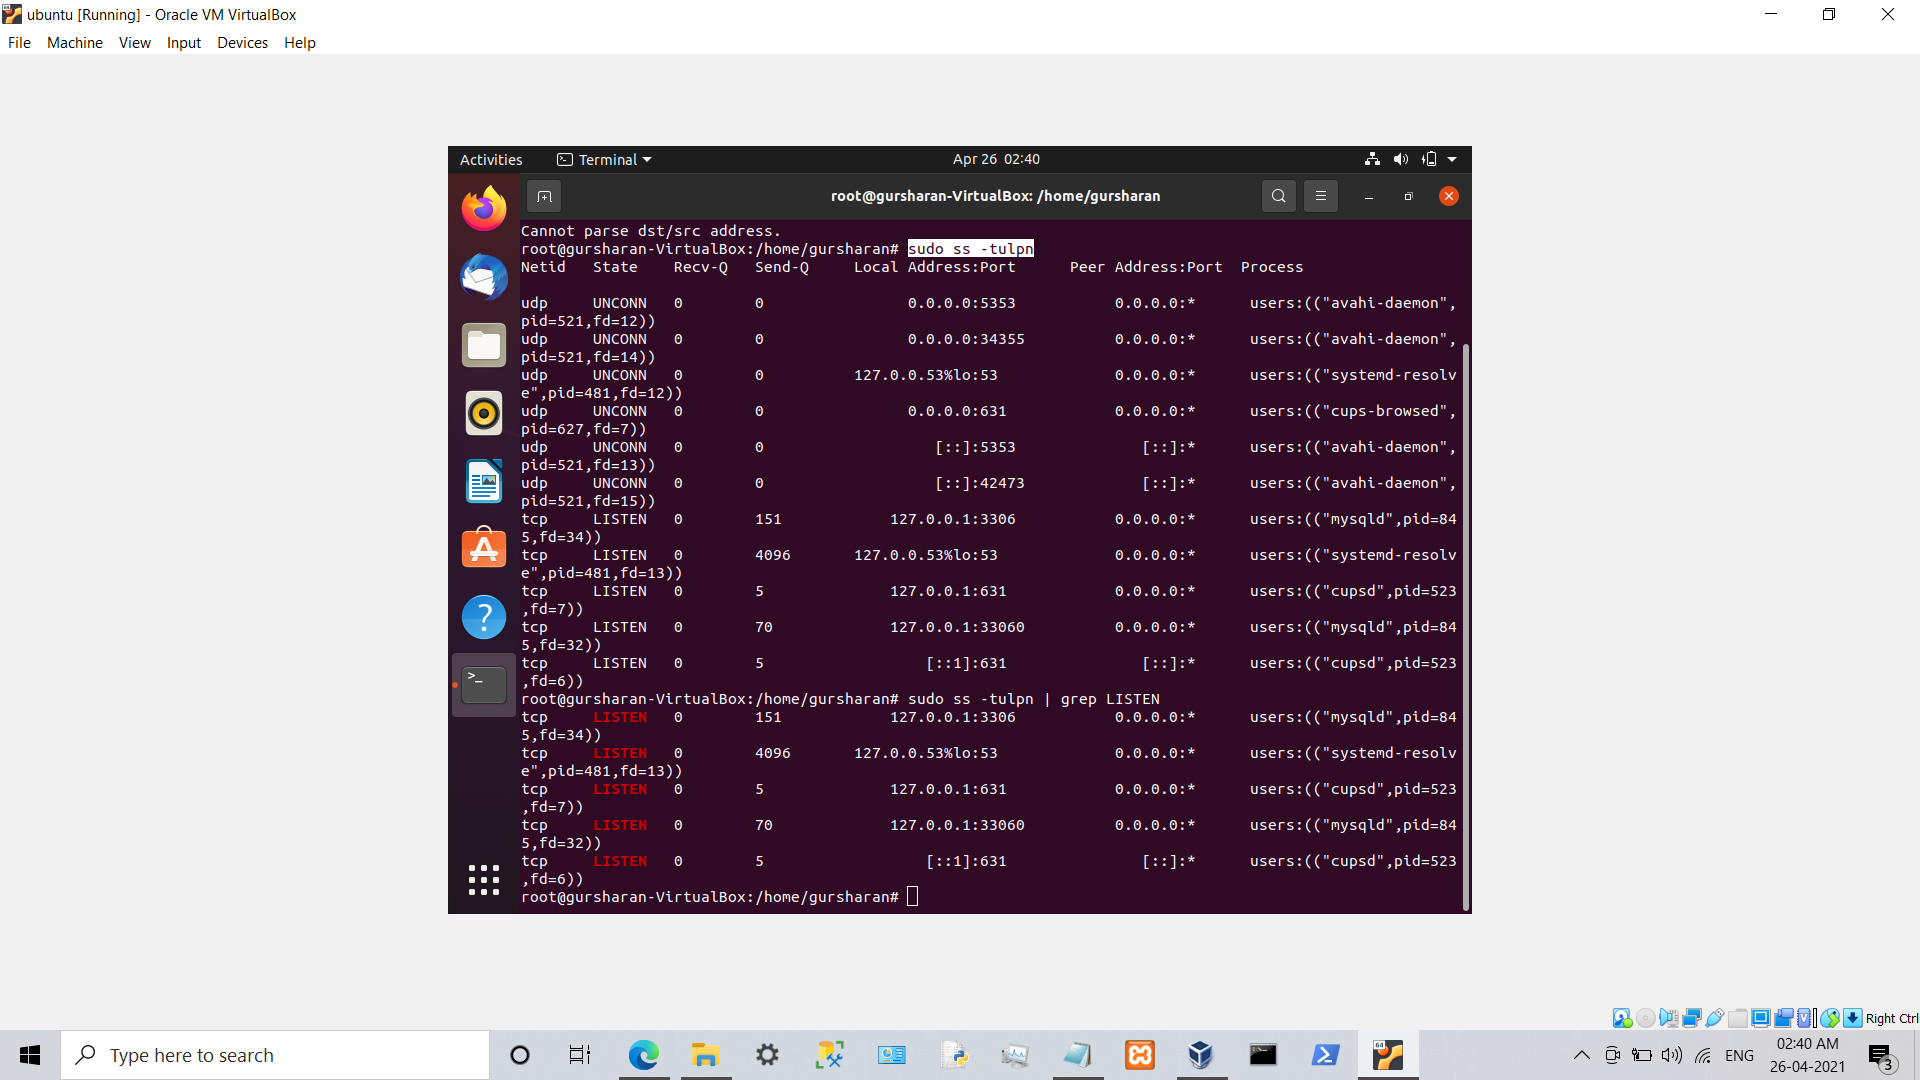 ubuntu [Running] - Oracle VM VirtualBox
File Machine View Input Devices Help
Activities Terminal Apr 26 02:40
root@gursharan-VirtualBox: /home/gursharan
Cannot parse dst/src address.
root@gursharan-VirtualBox:/home/gursharan# sudo ss -tulpn
Netid State Recv-Q Send-Q Local Address:Port Peer Address:Port Process
udp UNCONN 0 0 0.0.0.0:5353 0.0.0.0:* users:(("avahi-daemon",
pid=521,fd=12))
udp UNCONN 0 0 0.0.0.0:34355 0.0.0.0:* users:(("avahi-daemon",
pid=521,fd=14))
udp UNCONN 0 0 127.0.0.53%lo:53 0.0.0.0:* users:(("systemd-resolv
e",pid=481,fd=12))
udp UNCONN 0 0 0.0.0.0:631 0.0.0.0:* users:(("cups-browsed",
pid=627,fd=7))
udp UNCONN 0 0 [::]:5353 [::]:* users:(("avahi-daemon",
pid=521,fd=13))
udp UNCONN 0 0 [::]:42473 [::]:* users:(("avahi-daemon",
pid=521,fd=15))
tcp LISTEN 0 151 127.0.0.1:3306 0.0.0.0:* users:(("mysqld",pid=84
5,fd=34))
tcp LISTEN 0 4096 127.0.0.53%lo:53 0.0.0.0:* users:(("systemd-resolv
e",pid=481,fd=13))
tcp LISTEN 0 5 127.0.0.1:631 0.0.0.0:* users:(("cupsd",pid=523
,fd=7))
tcp LISTEN 0 70 127.0.0.1:33060 0.0.0.0:* users:(("mysqld",pid=84
5,fd=32))
tcp LISTEN 0 5 [::1]:631 [::]:* users:(("cupsd",pid=523
,fd=6))
root@gursharan-VirtualBox:/home/gursharan# sudo ss -tulpn | grep LISTEN
tcp LISTEN 0 151 127.0.0.1:3306 0.0.0.0:* users:(("mysqld",pid=84
5,fd=34))
tcp LISTEN 0 4096 127.0.0.53%lo:53 0.0.0.0:* users:(("systemd-resolv
e",pid=481,fd=13))
tcp LISTEN 0 5 127.0.0.1:631 0.0.0.0:* users:(("cupsd",pid=523
,fd=7))
tcp LISTEN 0 70 127.0.0.1:33060 0.0.0.0:* users:(("mysqld",pid=84
5,fd=32))
tcp LISTEN 0 5 [::1]:631 [::]:* users:(("cupsd",pid=523
,fd=6))
root@gursharan-VirtualBox:/home/gursharan#
Right Ctrl
Type here to search
ENG
02:40 AM
26-04-2021
3